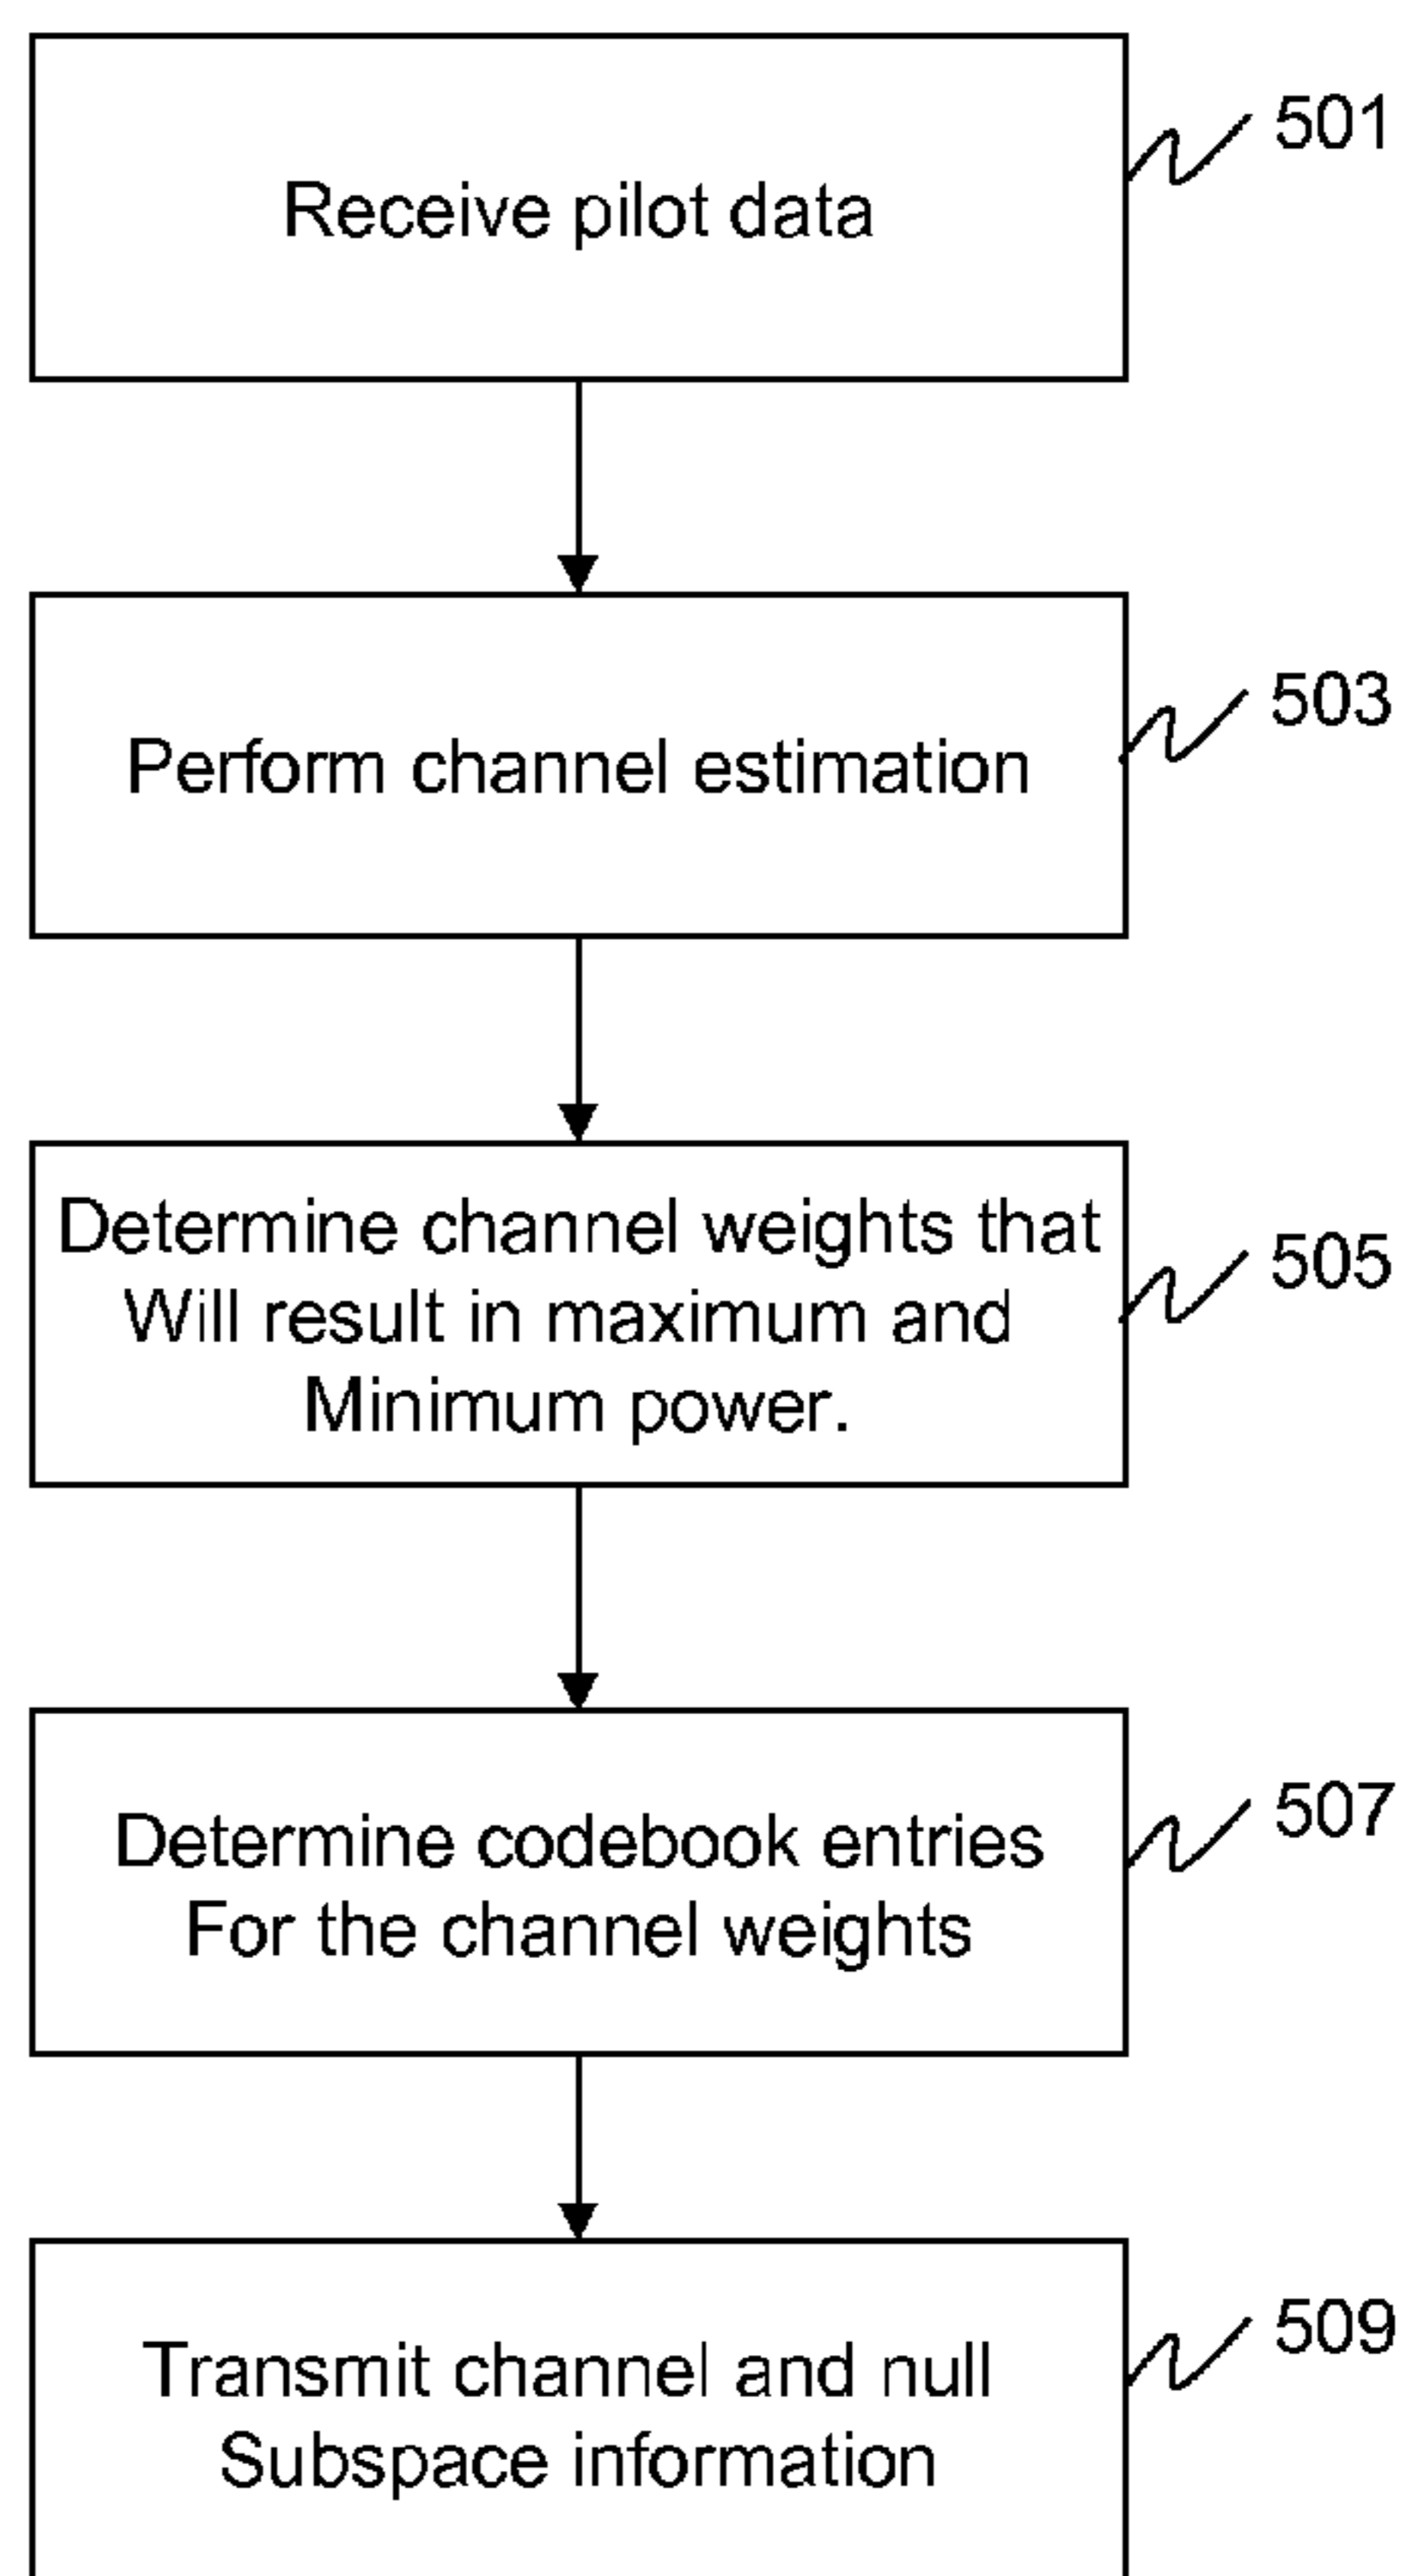 Receive pilot data
501
Perform channel estimation
503
Determine channel weights that
Will result in maximum and
Minimum power.
505
Determine codebook entries
For the channel weights
507
Transmit channel and null
Subspace information
509